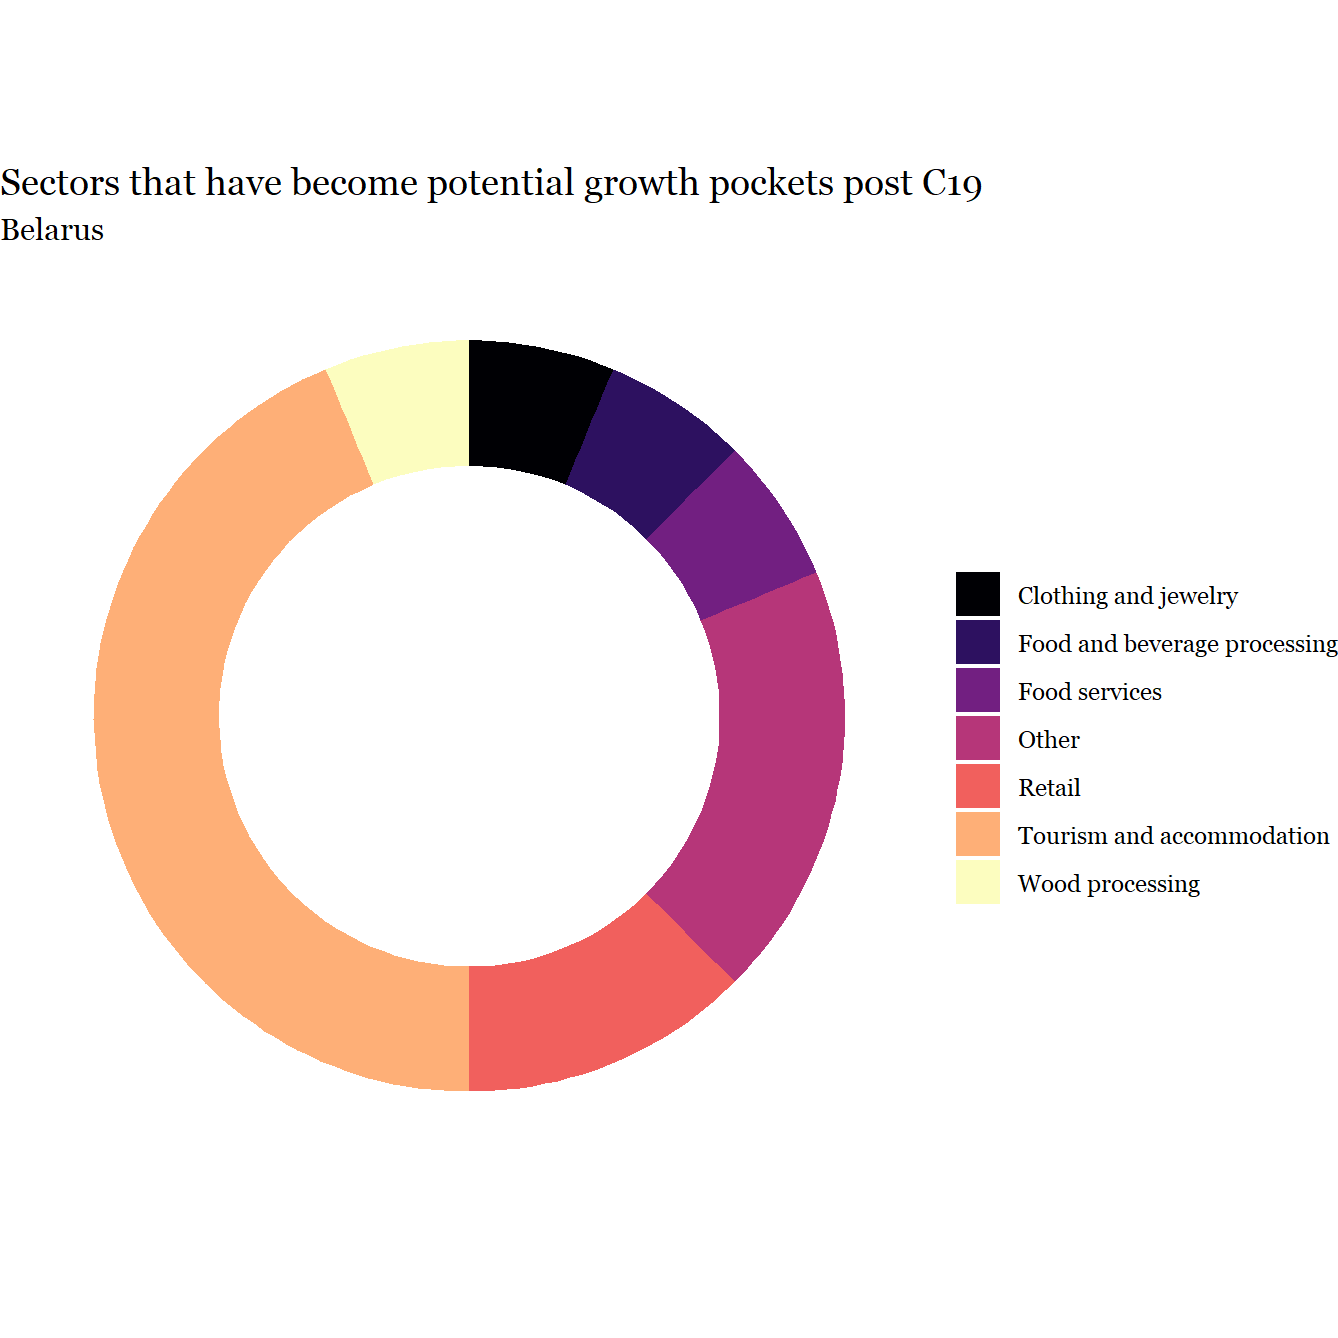 Sectors that have become potential growth pockets post C19
Belarus
Clothing and jewelry
Food and beverage processing
Food services
Other
Retail
Tourism and accommodation
Wood processing